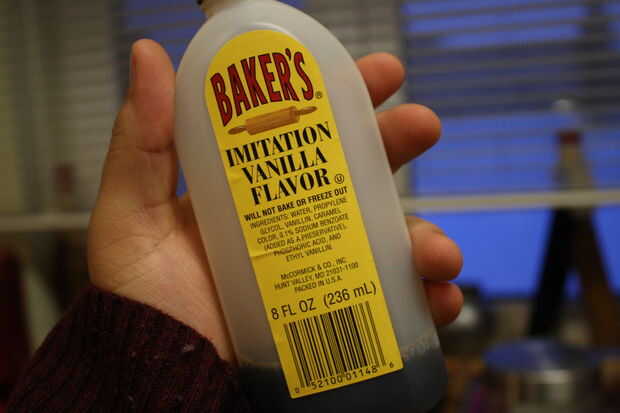 BAKER'S®
IMITATION
VANILLA
FLAVOR Ⓤ
WILL NOT BAKE OR FREEZE OUT
INGREDIENTS: WATER, PROPYLENE
GLYCOL, VANILLIN, CARAMEL
COLOR, 0.1% SODIUM BENZOATE
(ADDED AS A PRESERVATIVE),
PHOSPHORIC ACID, AND
ETHYL VANILLIN.
McCORMICK & CO., INC.
HUNT VALLEY, MD 21031-1100
PACKED IN U.S.A.
8 FL OZ (236 mL)
0 52100 01148 6